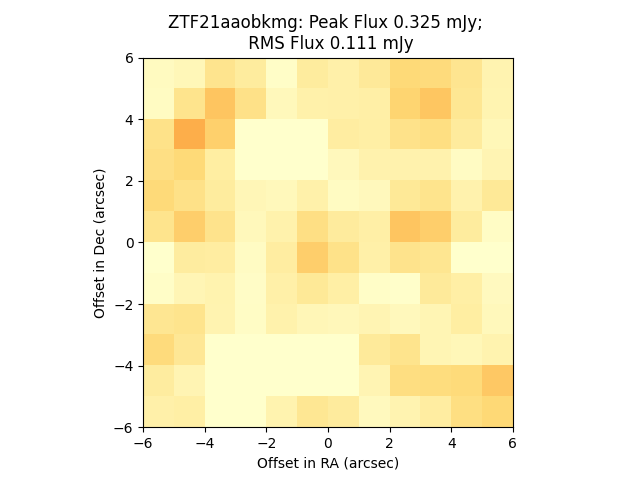 ZTF21aaobkmg: Peak Flux 0.325 mJy;
RMS Flux 0.111 mJy
6
4
2
0
−2
−4
−6
Offset in Dec (arcsec)
−6 −4 −2 0 2 4 6
Offset in RA (arcsec)